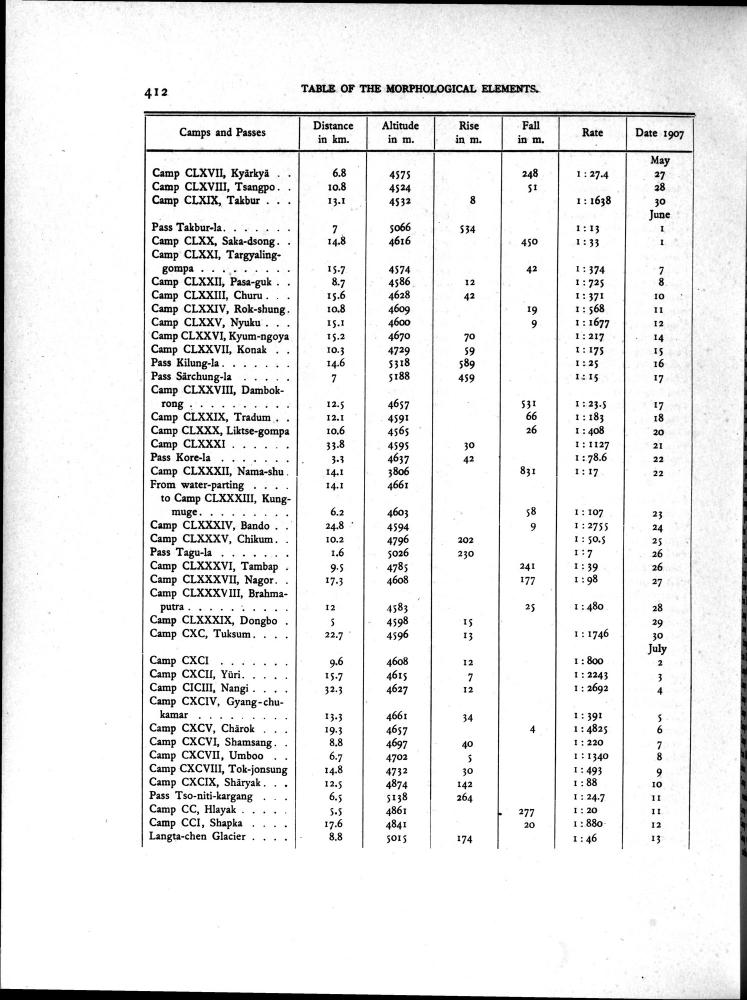 412
TABLE OF THE MORPHOLOGICAL ELEMENTS.
Camps and Passes | Distance in km. | Altitude in m. | Rise in m. | Fall in m. | Rate | Date 1907
May
Camp CLXVII, Kyärkyä . . 6.8 4575 248 1 : 27.4 27
Camp CLXVIII, Tsangpo. . 10.8 4524 51 28
Camp CLXIX, Takbur . . . 13.1 4532 8 1 : 1638 30
June
Pass Takbur-la. . . . . . . 7 5066 534 1 : 13 1
Camp CLXX, Saka-dsong. . 14.8 4616 450 1 : 33 1
Camp CLXXI, Targyaling-
gompa . . . . . . . . . 15.7 4574 42 1 : 374 7
Camp CLXXII, Pasa-guk . . 8.7 4586 12 1 : 725 8
Camp CLXXIII, Churu . . . 15.6 4628 42 1 : 371 10
Camp CLXXIV, Rok-shung. 10.8 4609 19 1 : 568 11
Camp CLXXV, Nyuku . . . 15.1 4600 9 1 : 1677 12
Camp CLXXVI, Kyum-ngoya 15.2 4670 70 1 : 217 14
Camp CLXXVII, Konak . . 10.3 4729 59 1 : 175 15
Pass Kilung-la. . . . . . . 14.6 5318 589 1 : 25 16
Pass Särchung-la . . . . . 7 5188 459 1 : 15 17
Camp CLXXVIII, Dambok-
rong . . . . . . . . . . 12.5 4657 531 1 : 23.5 17
Camp CLXXIX, Tradum . . 12.1 4591 66 1 : 183 18
Camp CLXXX, Liktse-gompa 10.6 4565 26 1 : 408 20
Camp CLXXXI . . . . . . 33.8 4595 30 1 : 1127 21
Pass Kore-la . . . . . . . 3.3 4637 42 1 : 78.6 22
Camp CLXXXII, Nama-shu . 14.1 3806 831 1 : 17 22
From water-parting . . . . 14.1 4661
to Camp CLXXXIII, Kung-
muge. . . . . . . . . 6.2 4603 58 1 : 107 23
Camp CLXXXIV, Bando . . 24.8 4594 9 1 : 2755 24
Camp CLXXXV, Chikum. . 10.2 4796 202 1 : 50.5 25
Pass Tagu-la . . . . . . . 1.6 5026 230 1 : 7 26
Camp CLXXXVI, Tambap . 9.5 4785 241 1 : 39 26
Camp CLXXXVII, Nagor. . 17.3 4608 177 1 : 98 27
Camp CLXXXVIII, Brahma-
putra . . . . . . . . . . 12 4583 25 1 : 480 28
Camp CLXXXIX, Dongbo . 5 4598 15 29
Camp CXC, Tuksum. . . . 22.7 4596 13 1 : 1746 30
July
Camp CXCI . . . . . . . 9.6 4608 12 1 : 800 2
Camp CXCII, Yüri. . . . . 15.7 4615 7 1 : 2243 3
Camp CICIII, Nangi . . . . 32.3 4627 12 1 : 2692 4
Camp CXCIV, Gyang-chu-
kamar . . . . . . . . . 13.3 4661 34 1 : 391 5
Camp CXCV, Chärok . . . 19.3 4657 4 1 : 4825 6
Camp CXCVI, Shamsang. . 8.8 4697 40 1 : 220 7
Camp CXCVII, Umboo . . 6.7 4702 5 1 : 1340 8
Camp CXCVIII, Tok-jonsung 14.8 4732 30 1 : 493 9
Camp CXCIX, Shäryak. . . 12.5 4874 142 1 : 88 10
Pass Tso-niti-kargang . . . 6.5 5138 264 1 : 24.7 11
Camp CC, Hlayak . . . . . 5.5 4861 277 1 : 20 11
Camp CCI, Shapka . . . . 17.6 4841 20 1 : 880 12
Langta-chen Glacier . . . . 8.8 5015 174 1 : 46 13